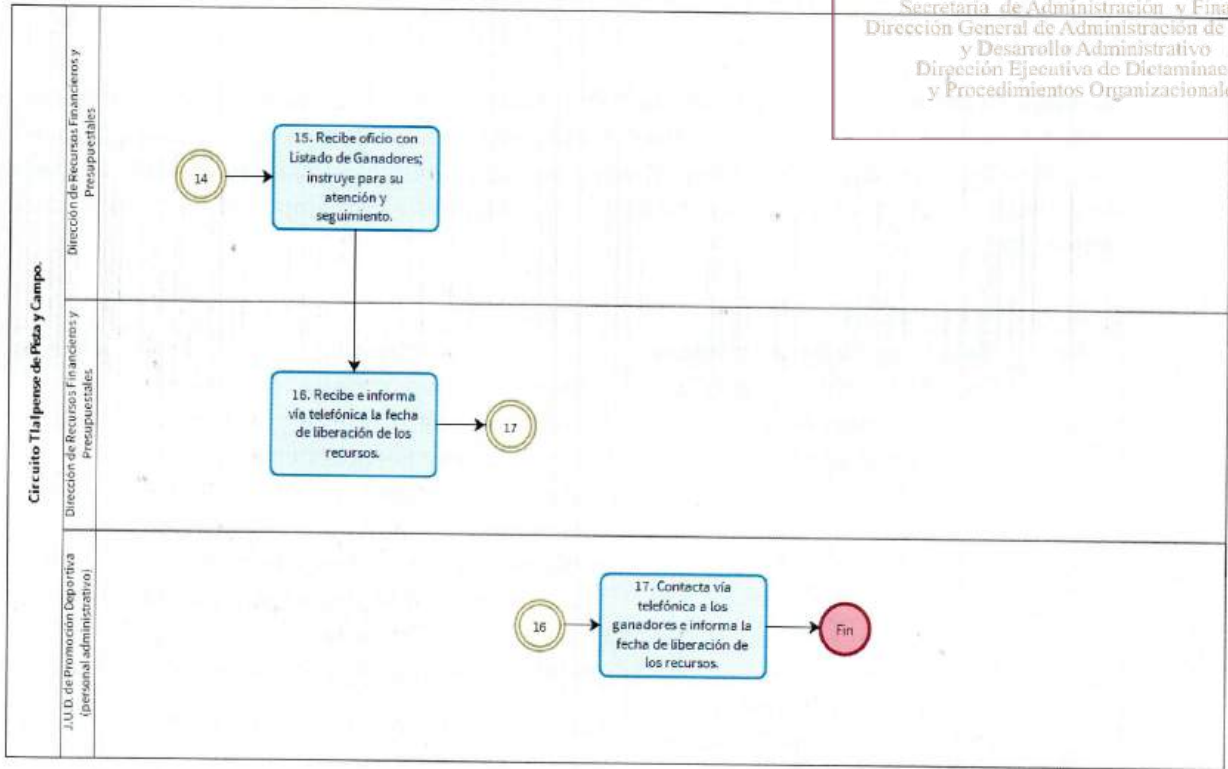 Secretaría de Administración y Fina
Dirección General de Administración de
y Desarrollo Administrativo
Dirección Ejecutiva de Dictaminac
y Procedimientos Organizacionale
Circuito Tlalpense de Pista y Campo.
Dirección de Recursos Financieros y
Presupuestales
14
15. Recibe oficio con
Listado de Ganadores;
instruye para su
atención y
seguimiento.
Dirección de Recursos Financieros y
Presupuestales
16. Recibe e informa
vía telefónica la fecha
de liberación de los
recursos.
17
J.U.D. de Promoción Deportiva
(personal administrativo)
16
17. Contacta vía
telefónica a los
ganadores e informa la
fecha de liberación de
los recursos.
Fin